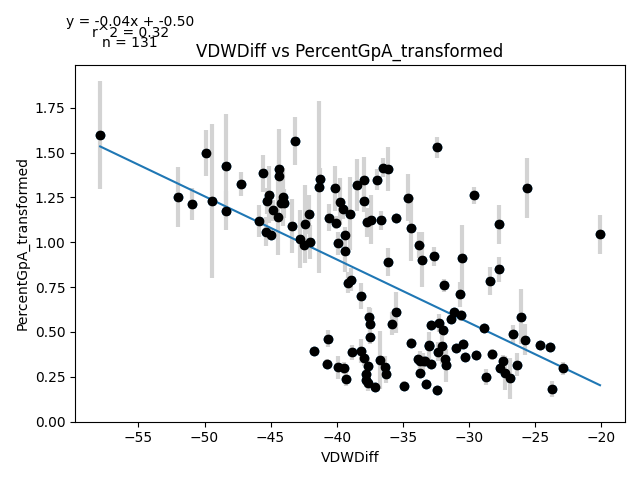 y = -0.04x + -0.50
r^2 = 0.32
n = 131
VDWDiff vs PercentGpA_transformed
PercentGpA_transformed
1.75
1.50
1.25
1.00
0.75
0.50
0.25
0.00
−55
−50
−45
−40
−35
−30
−25
−20
VDWDiff